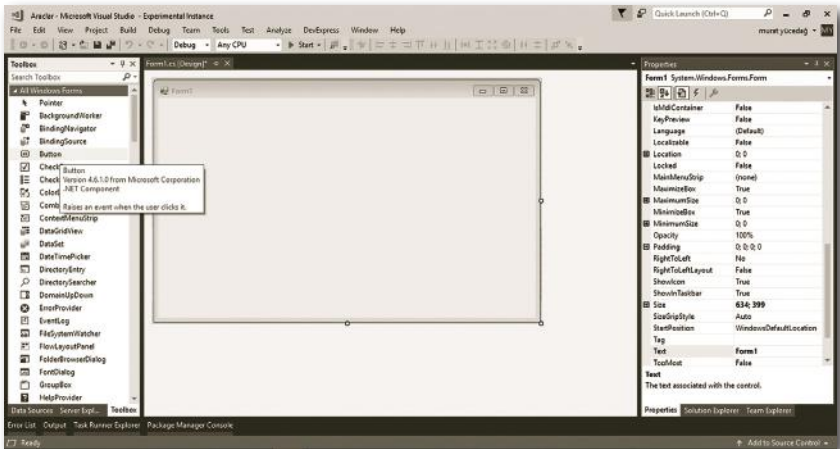 Araclar - Microsoft Visual Studio - Experimental Instance
Quick Launch (Ctrl+Q)
File Edit View Project Build Debug Team Tools Test Analyze DevExpress Window Help
murat yücedağ
MY
Debug Any CPU Start
Toolbox
Search Toolbox
All Windows Forms
Pointer
BackgroundWorker
BindingNavigator
BindingSource
Button
Check
Check
Color
Comb
ContextMenuStrip
DataGridView
DataSet
DateTimePicker
DirectoryEntry
DirectorySearcher
DomainUpDown
ErrorProvider
EventLog
FileSystemWatcher
FlowLayoutPanel
FolderBrowserDialog
FontDialog
GroupBox
HelpProvider
Button
Version 4.6.1.0 from Microsoft Corporation
.NET Component
Raises an event when the user clicks it.
Data Sources Server Expl... Toolbox
Form1.cs [Design]*
Form1
Properties
Form1 System.Windows.Forms.Form
IsMdiContainer False
KeyPreview False
Language (Default)
Localizable False
Location 0; 0
Locked False
MainMenuStrip (none)
MaximizeBox True
MaximumSize 0; 0
MinimizeBox True
MinimumSize 0; 0
Opacity 100%
Padding 0; 0; 0; 0
RightToLeft No
RightToLeftLayout False
ShowIcon True
ShowInTaskbar True
Size 634; 399
SizeGripStyle Auto
StartPosition WindowsDefaultLocation
Tag
Text Form1
TopMost False
Text
The text associated with the control.
Properties Solution Explorer Team Explorer
Error List Output Task Runner Explorer Package Manager Console
Ready
Add to Source Control